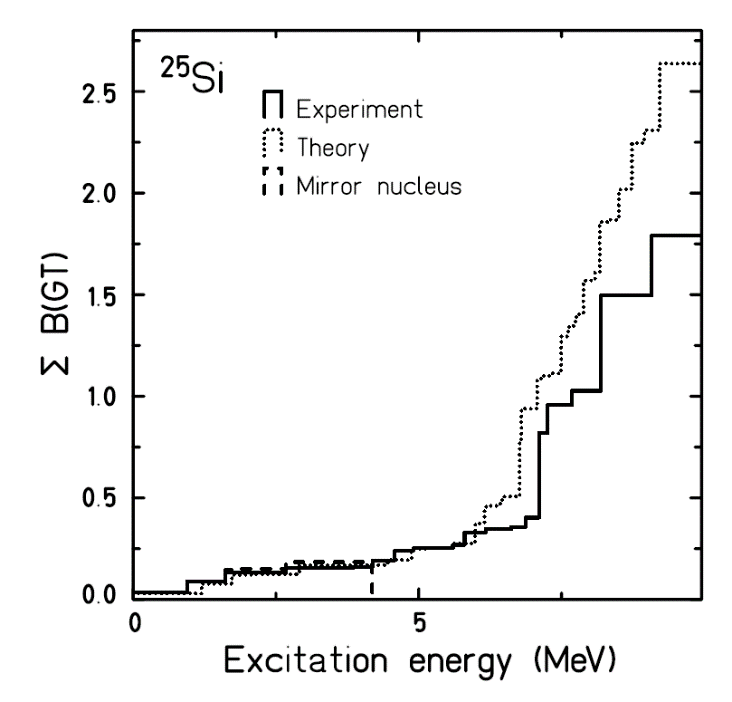 ²⁵Si
Experiment
Theory
Mirror nucleus
2.5
2.0
1.5
1.0
0.5
0.0
Σ B(GT)
0
5
Excitation energy (MeV)